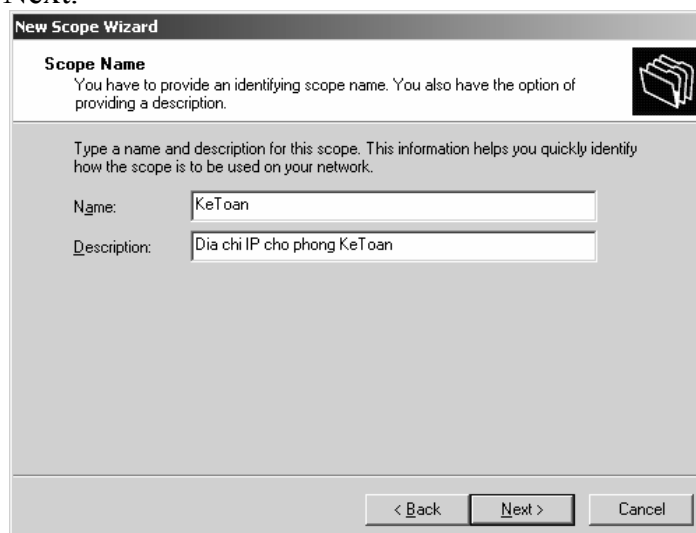 Next.
New Scope Wizard
Scope Name
You have to provide an identifying scope name. You also have the option of
providing a description.
Type a name and description for this scope. This information helps you quickly identify
how the scope is to be used on your network.
Name:
KeToan
Description:
Dia chi IP cho phong KeToan
< Back
Next >
Cancel